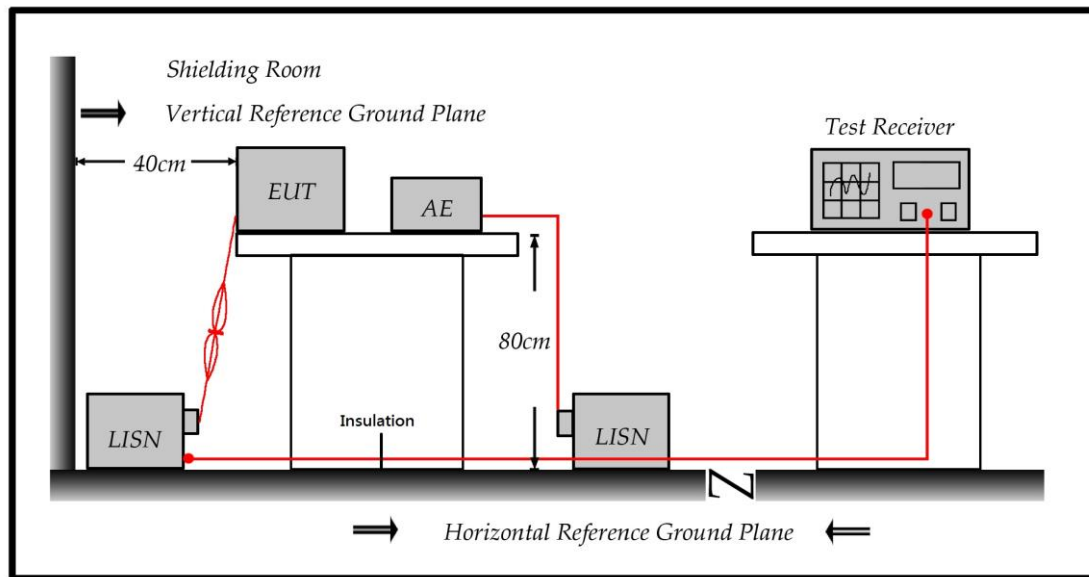 Shielding Room
Vertical Reference Ground Plane
Test Receiver
40cm
EUT
AE
80cm
Insulation
LISN
LISN
Horizontal Reference Ground Plane